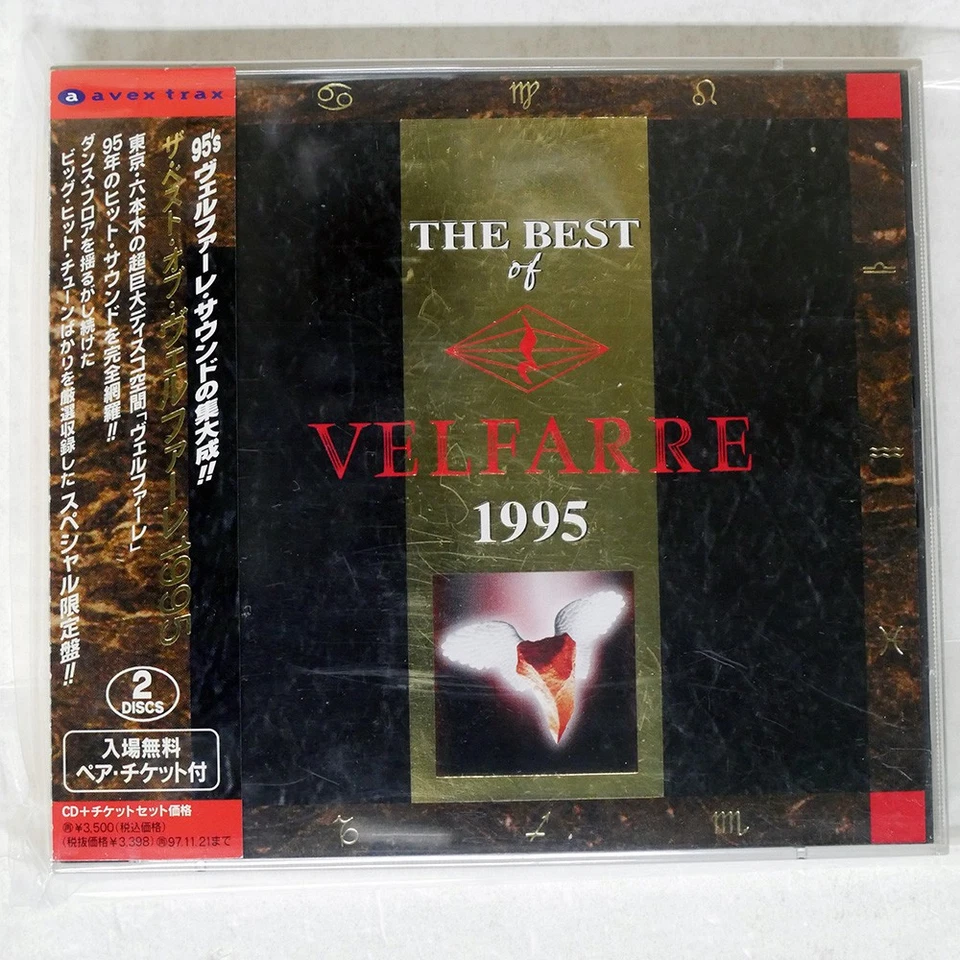 avex trax
95's ヴェルファーレ・サウンドの集大成!!
ザ・ベスト・オブ・ヴェルファーレ1995
東京・六本木の超巨大ディスコ空間「ヴェルファーレ」
95年のヒット・サウンドを完全網羅!!
ダンス・フロアを揺るがし続けた
ビッグ・ヒット・チューンばかりを厳選収録したスペシャル限定盤!!
2
DISCS
入場無料
ペア・チケット付
CD+チケットセット価格
㋐¥3,500(税込価格)
(税抜価格¥3,398)㋐97.11.21まで
THE BEST
of
VELFARRE
1995